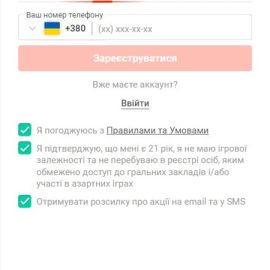 Ваш номер телефону
+380 (xx) xxx-xx-xx
Зареєструватися
Вже маєте аккаунт?
Ввійти
Я погоджуюсь з Правилами та Умовами
Я підтверджую, що мені є 21 рік, я не маю ігрової
залежності та не перебуваю в реєстрі осіб, яким
обмежено доступ до гральних закладів і/або
участі в азартних іграх
Отримувати розсилку про акції на email та у SMS